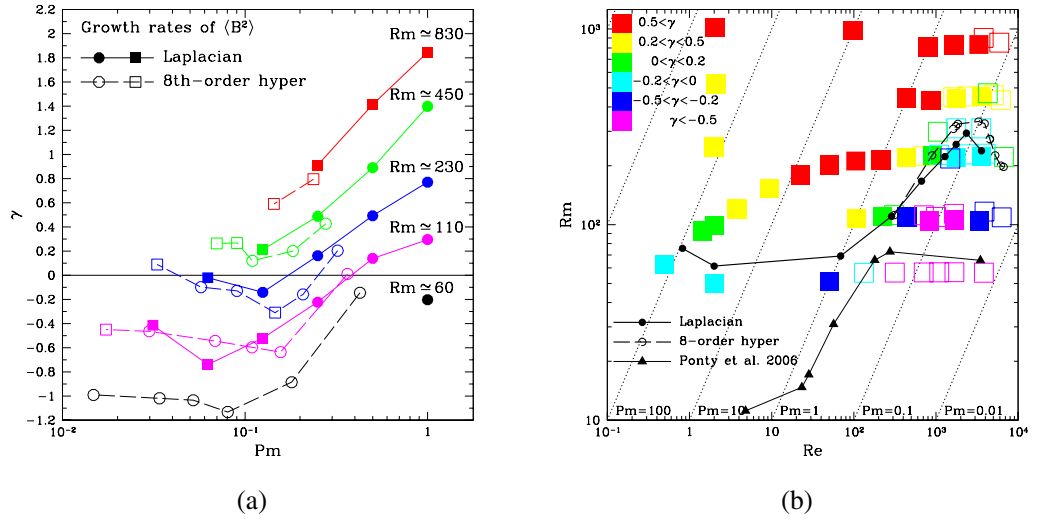 Growth rates of ⟨B²⟩
Laplacian
8th−order hyper
Rm ≃ 830
Rm ≃ 450
Rm ≃ 230
Rm ≃ 110
Rm ≃ 60
2
1.8
1.6
1.4
1.2
1
0.8
0.6
0.4
0.2
0
-0.2
-0.4
-0.6
-0.8
-1
-1.2
γ
10⁻²
10⁻¹
1
Pm
(a)
0.5<γ
0.2<γ<0.5
0<γ<0.2
-0.2<γ<0
-0.5<γ<-0.2
γ<-0.5
10³
10²
10
Rm
Laplacian
8-order hyper
Ponty et al. 2006
Pm=100
Pm=10
Pm=1
Pm=0.1
Pm=0.01
10⁻¹
1
10
10²
10³
10⁴
Re
(b)